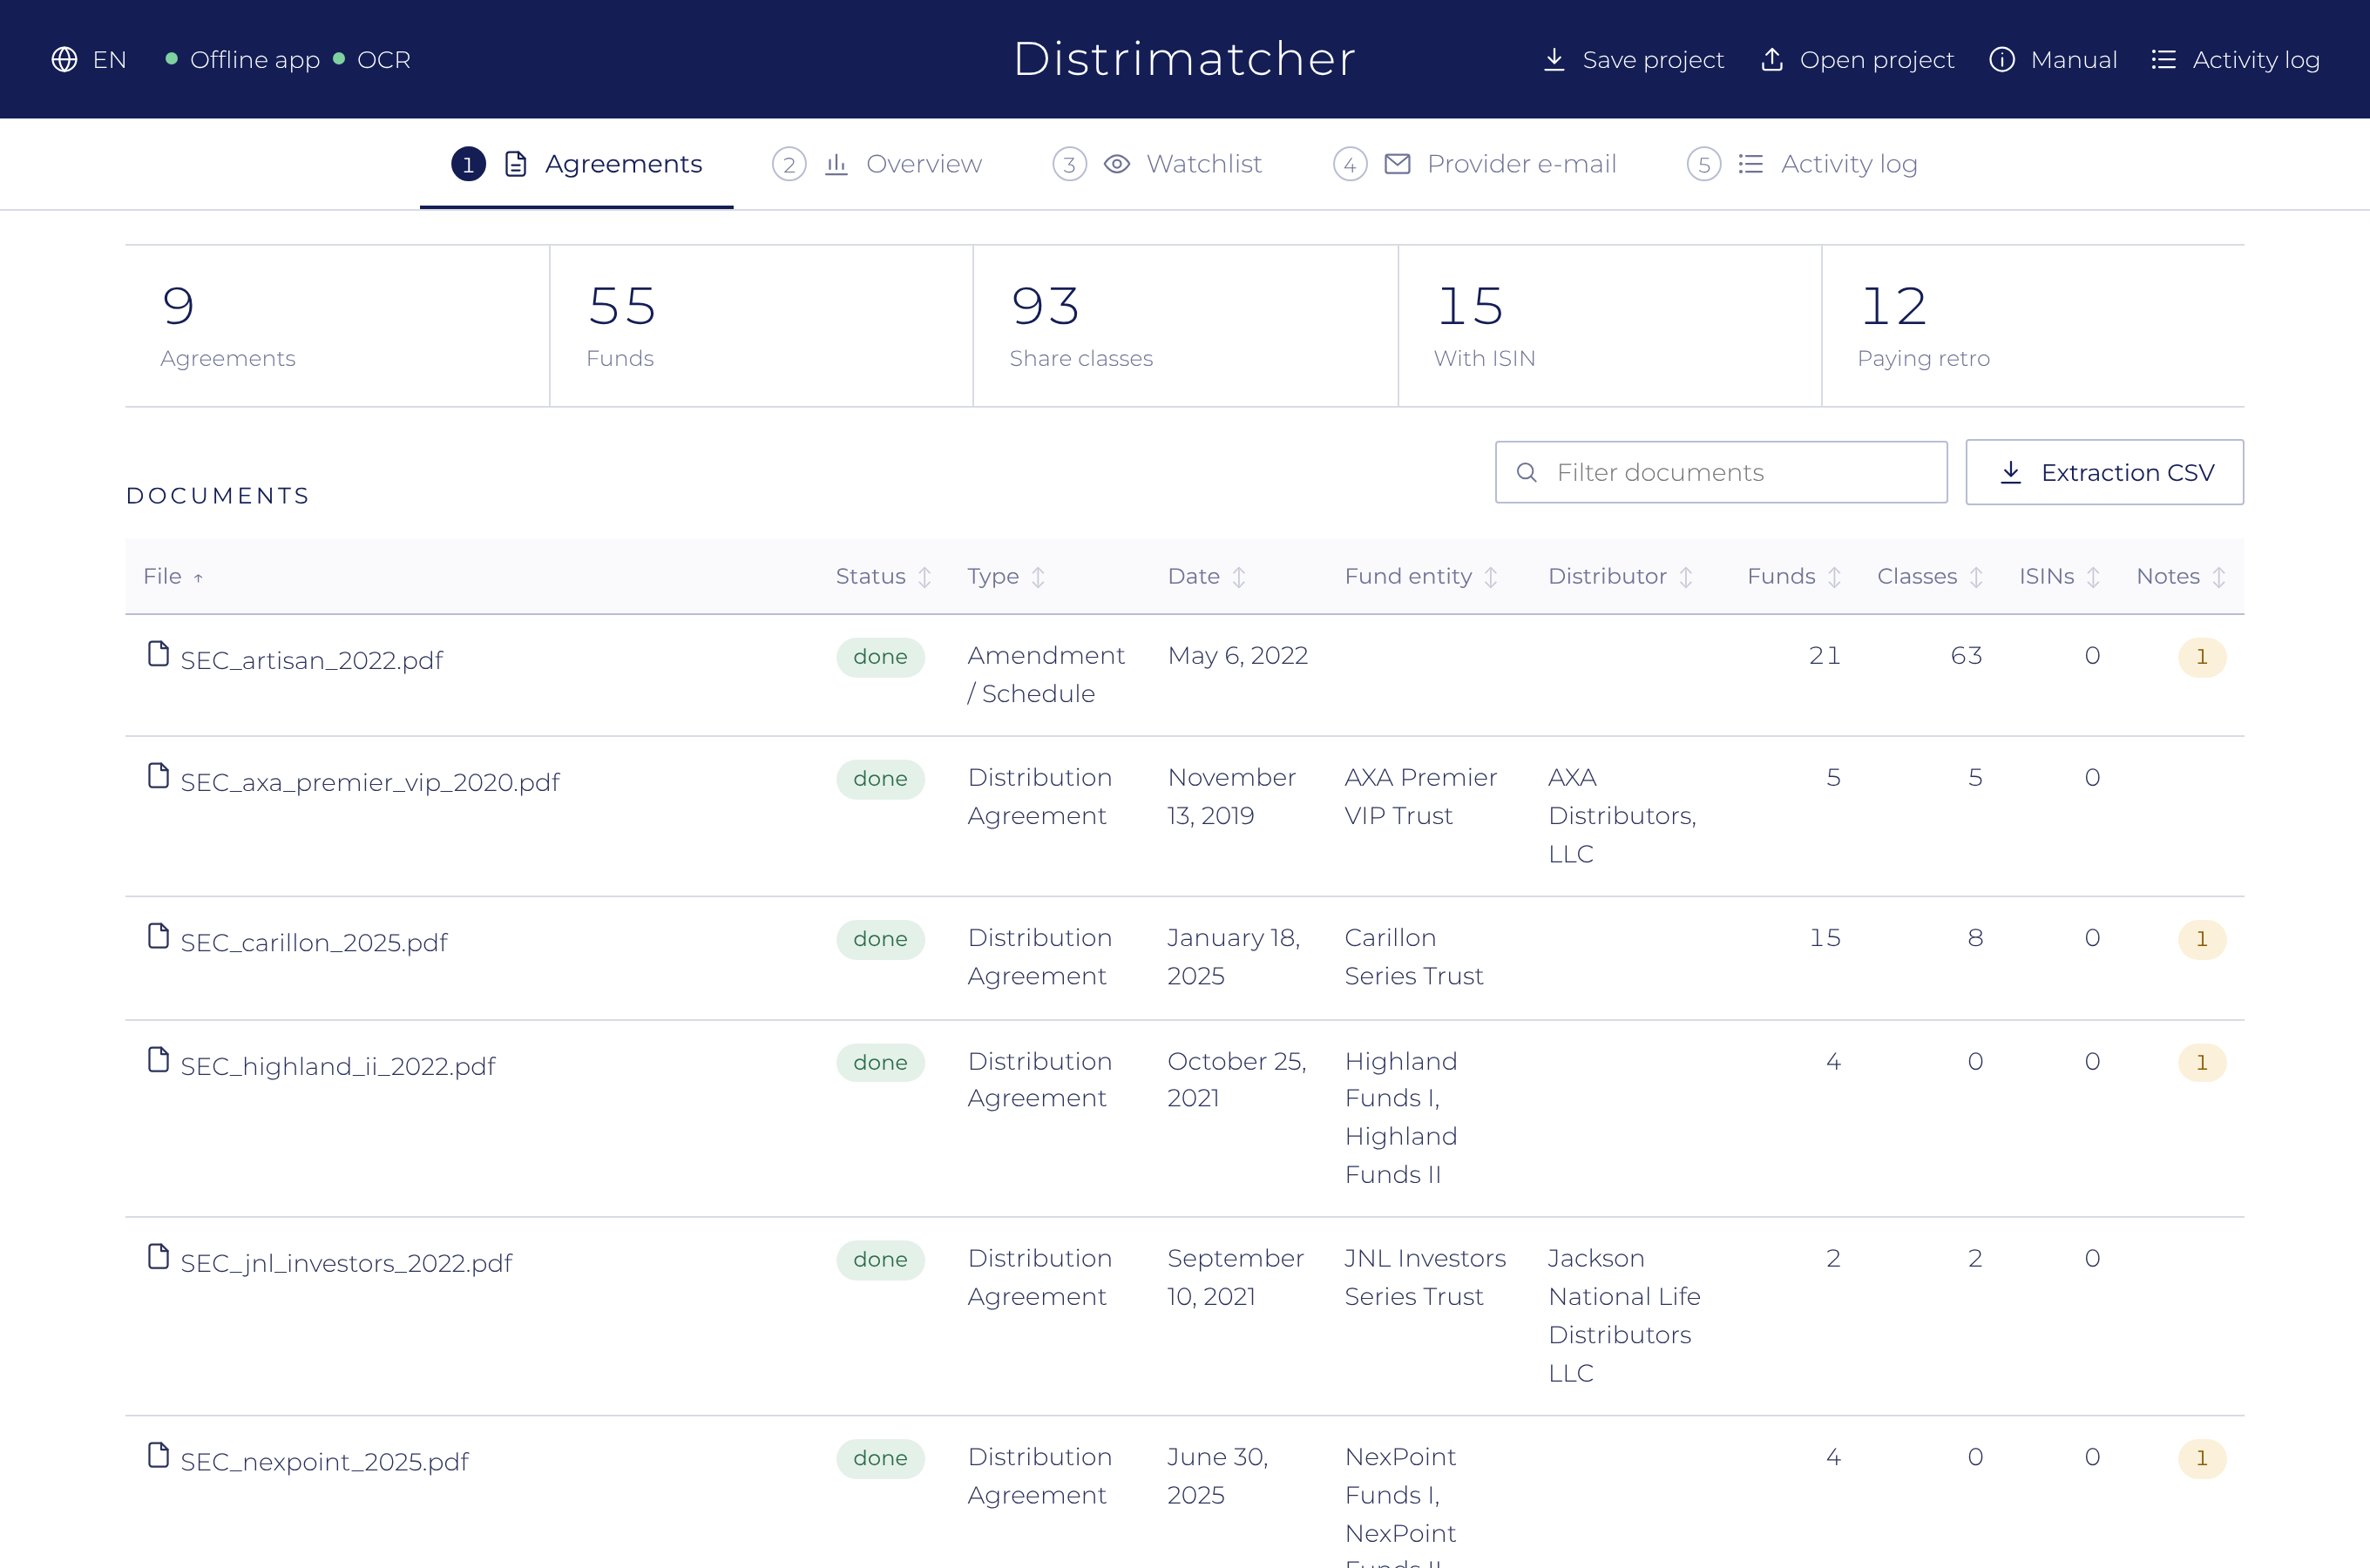 EN Offline app OCR Distrimatcher Save project Open project Manual Activity log
1 Agreements 2 Overview 3 Watchlist 4 Provider e-mail 5 Activity log
9 55 93 15 12
Agreements Funds Share classes With ISIN Paying retro
DOCUMENTS Filter documents Extraction CSV
File ↑ Status Type Date Fund entity Distributor Funds Classes ISINs Notes
SEC_artisan_2022.pdf done Amendment May 6, 2022 21 63 0 1
/ Schedule
SEC_axa_premier_vip_2020.pdf done Distribution November AXA Premier AXA 5 5 0
Agreement 13, 2019 VIP Trust Distributors,
LLC
SEC_carillon_2025.pdf done Distribution January 18, Carillon 15 8 0 1
Agreement 2025 Series Trust
SEC_highland_ii_2022.pdf done Distribution October 25, Highland 4 0 0 1
Agreement 2021 Funds I,
Highland
Funds II
SEC_jnl_investors_2022.pdf done Distribution September JNL Investors Jackson 2 2 0
Agreement 10, 2021 Series Trust National Life
Distributors
LLC
SEC_nexpoint_2025.pdf done Distribution June 30, NexPoint 4 0 0 1
Agreement 2025 Funds I,
NexPoint